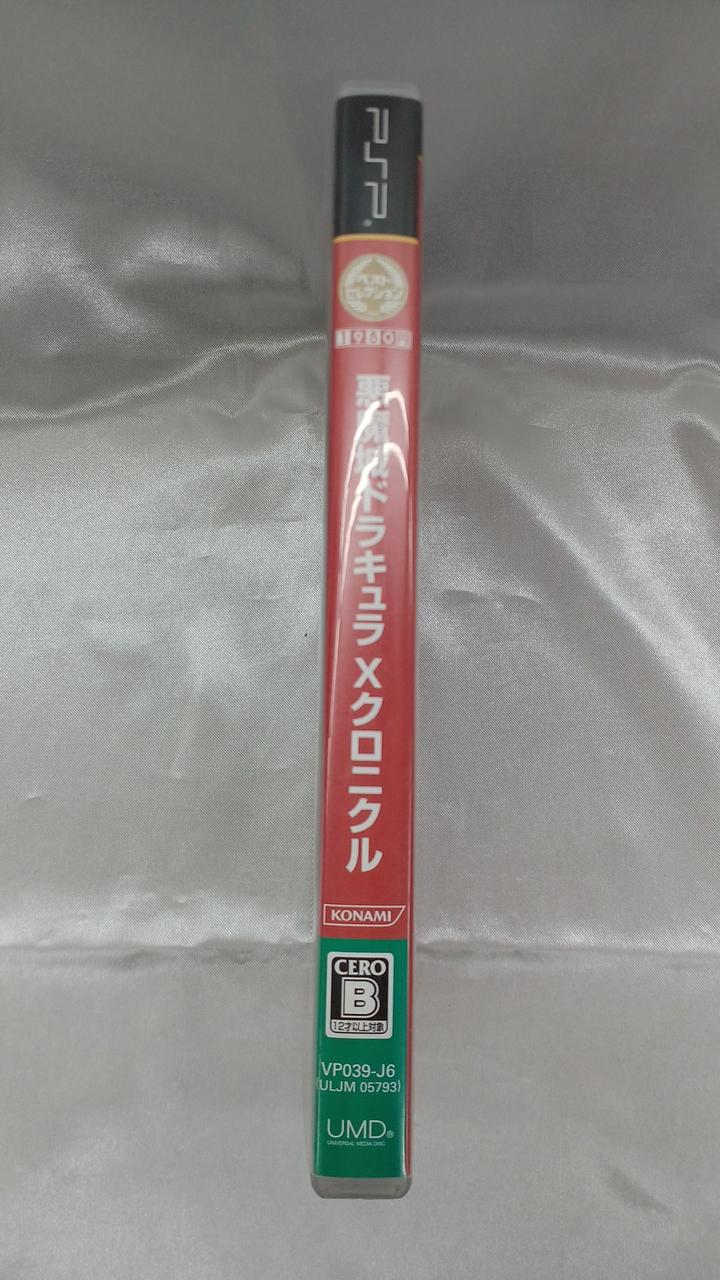 PSP®
ベスト
セレクション
1980円
悪魔城ドラキュラ Xクロニクル
KONAMI
CERO
B
12才以上対象
VP039-J6
(ULJM 05793)
UMD®
UNIVERSAL MEDIA DISC